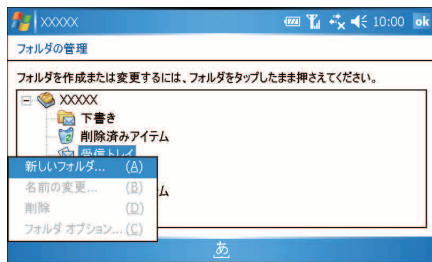 XXXXX 10:00 ok
フォルダの管理
フォルダを作成または変更するには、フォルダをタップしたまま押さえてください。
XXXXX
下書き
削除済みアイテム
受信トレイ
新しいフォルダ... (A)
名前の変更... (B)
ム
削除 (D)
フォルダ オプション... (C)
あ